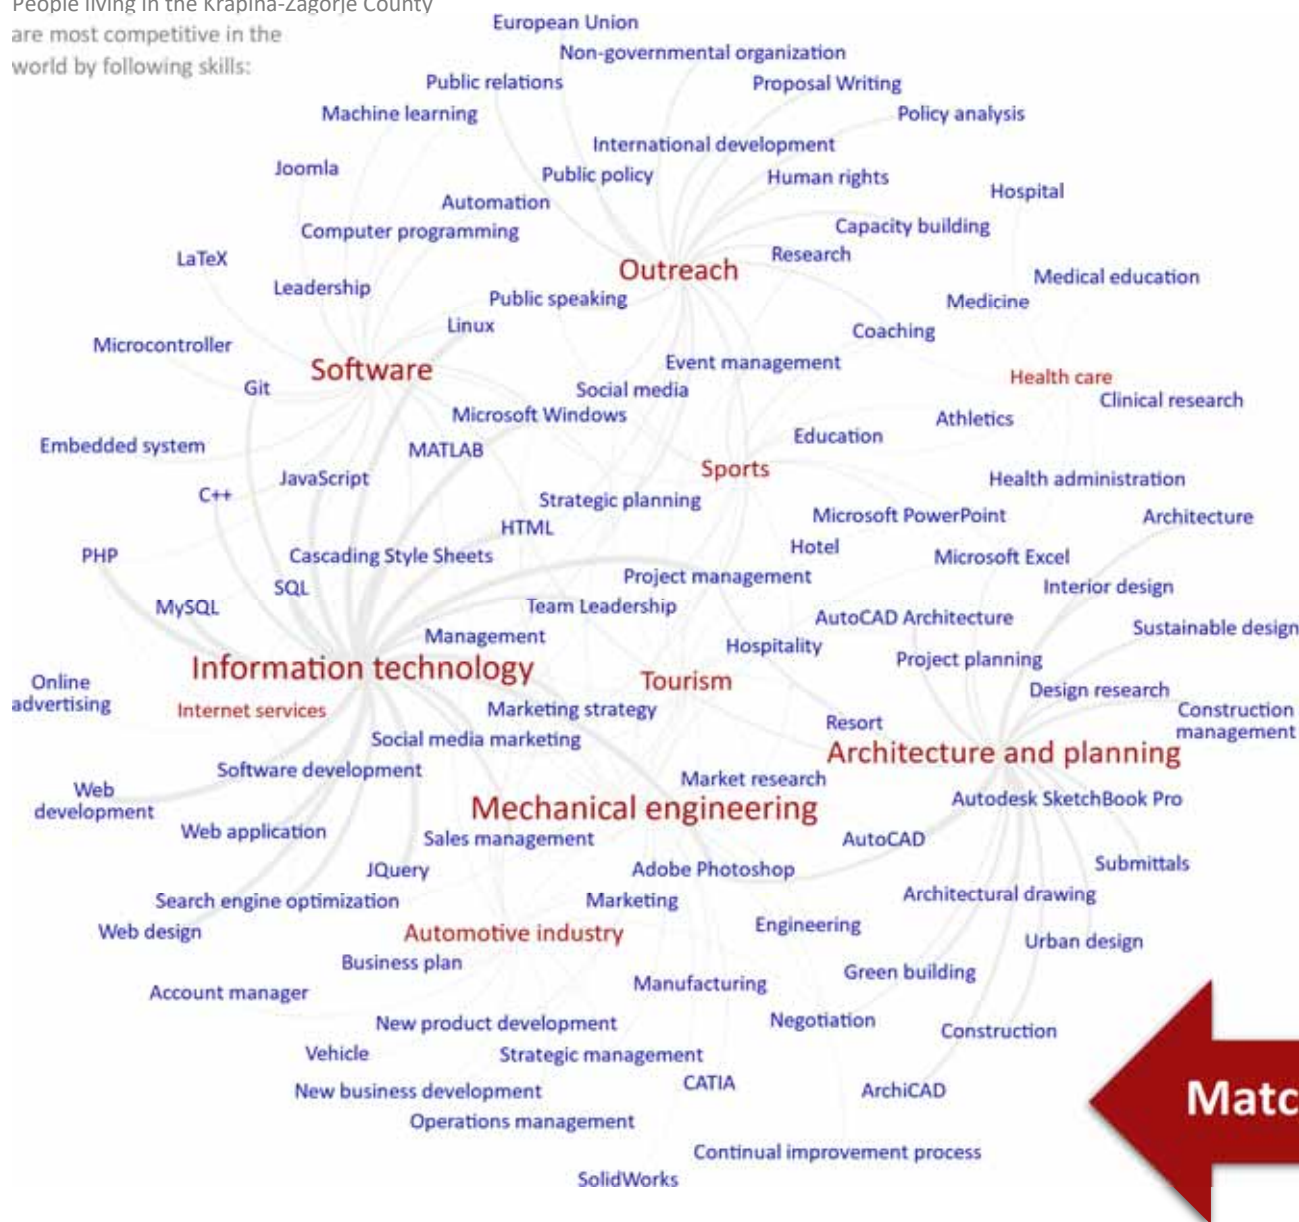 People living in the Krapina-Zagorje County
are most competitive in the
world by following skills:
European Union
Non-governmental organization
Public relations
Proposal Writing
Machine learning
Policy analysis
International development
Joomla
Public policy
Human rights
Hospital
Automation
Computer programming
Capacity building
LaTeX
Research
Outreach
Leadership
Medical education
Public speaking
Medicine
Linux
Coaching
Microcontroller
Software
Event management
Health care
Git
Social media
Clinical research
Microsoft Windows
Athletics
Embedded system
MATLAB
Education
JavaScript
Sports
Health administration
C++
Strategic planning
HTML
Microsoft PowerPoint
Architecture
PHP
Cascading Style Sheets
Hotel
Microsoft Excel
SQL
Project management
Interior design
MySQL
Team Leadership
AutoCAD Architecture
Management
Hospitality
Sustainable design
Information technology
Project planning
Online
advertising
Tourism
Design research
Internet services
Marketing strategy
Resort
Construction
management
Social media marketing
Architecture and planning
Software development
Market research
Web
development
Mechanical engineering
Autodesk SketchBook Pro
Web application
Sales management
AutoCAD
JQuery
Adobe Photoshop
Submittals
Search engine optimization
Marketing
Architectural drawing
Web design
Automotive industry
Engineering
Urban design
Business plan
Green building
Account manager
Manufacturing
New product development
Negotiation
Construction
Vehicle
Strategic management
New business development
CATIA
ArchiCAD
Matc
Operations management
Continual improvement process
SolidWorks